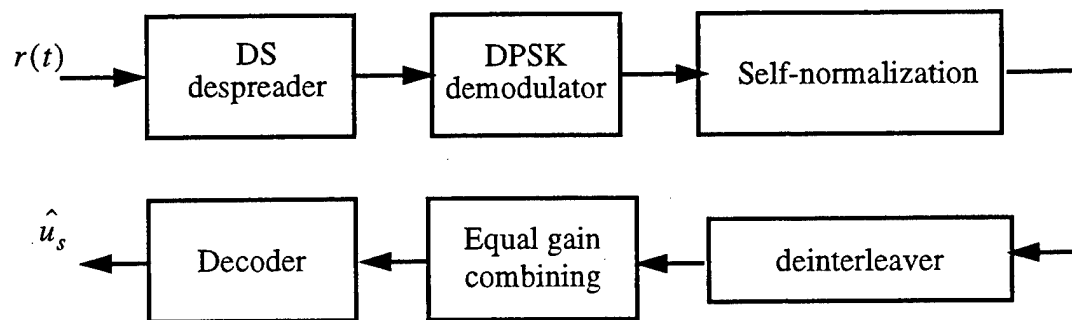 r(t)
DS
despreader
DPSK
demodulator
Self-normalization
û_s
Decoder
Equal gain
combining
deinterleaver